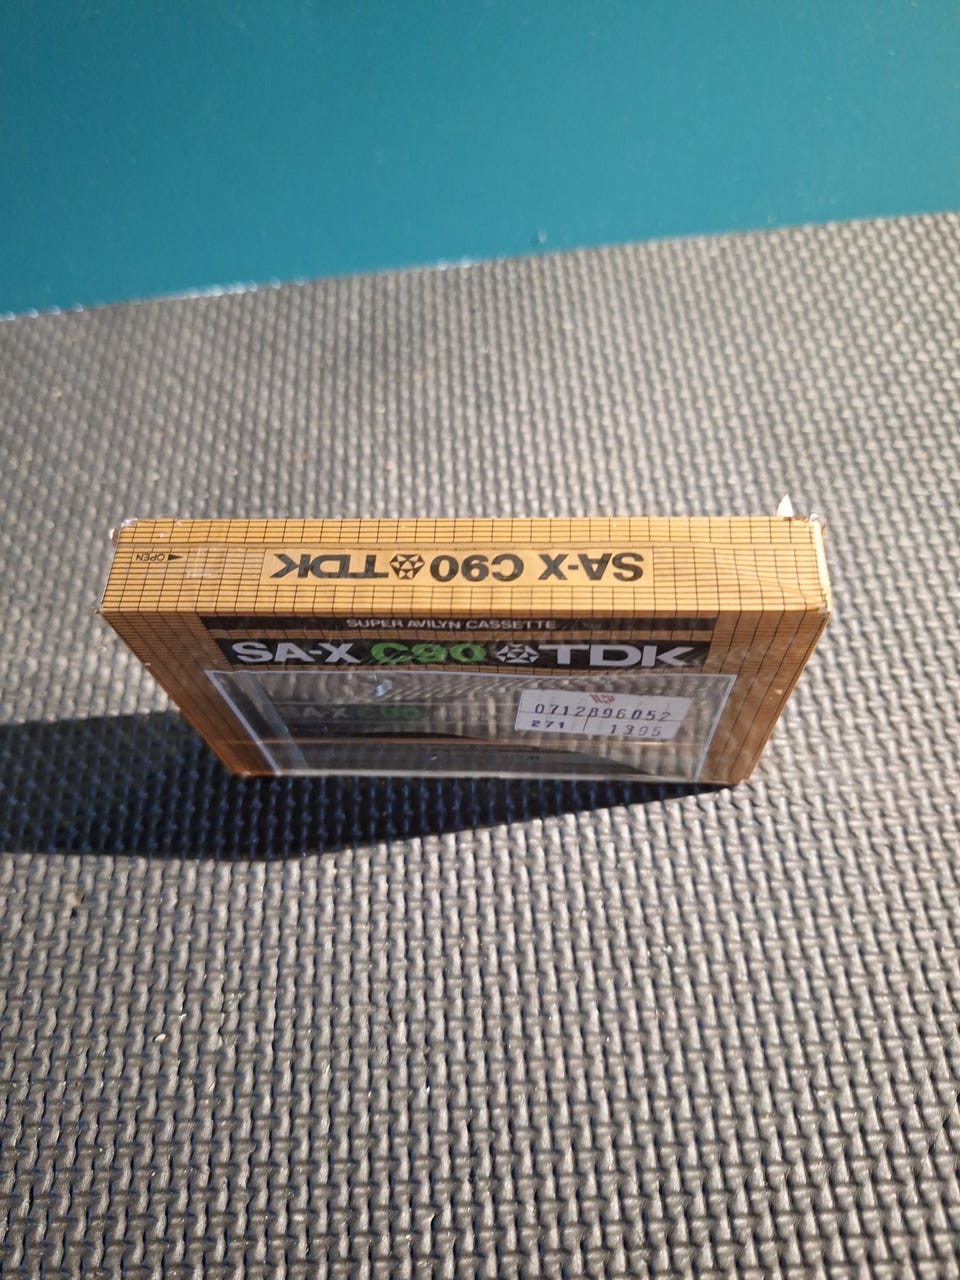 OPEN
SA-X C90 TDK
SUPER AVILYN CASSETTE
SA-X C90 TDK
0712896052
271 1395